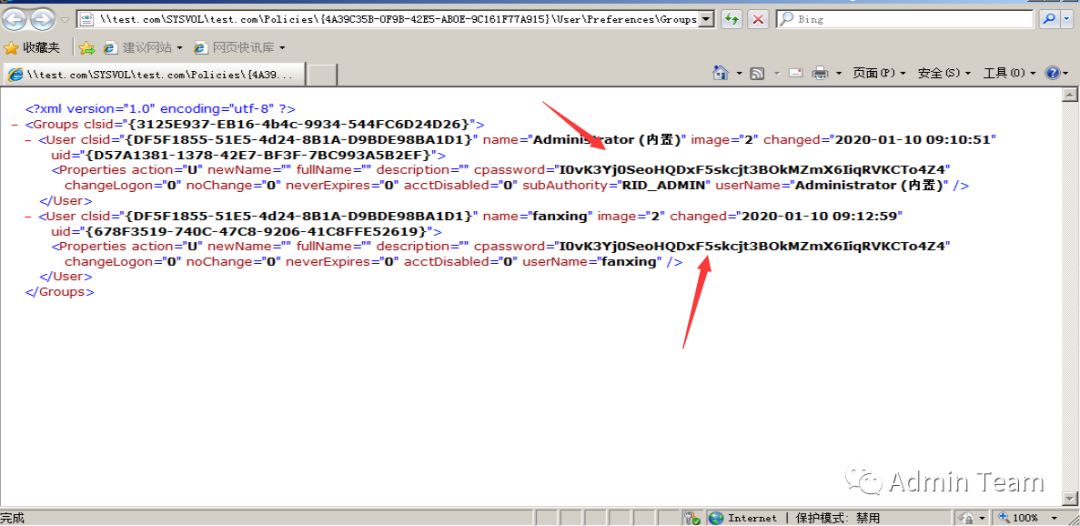 \\test.com\SYSVOL\test.com\Policies\{4A39C35B-0F9B-42E5-AB0E-9C161F77A915}\User\Preferences\Groups
Bing
收藏夹 建议网站 网页快讯库
\\test.com\SYSVOL\test.com\Policies\{4A39...
页面(P) 安全(S) 工具(O)
<?xml version="1.0" encoding="utf-8" ?>
- <Groups clsid="{3125E937-EB16-4b4c-9934-544FC6D24D26}">
- <User clsid="{DF5F1855-51E5-4d24-8B1A-D9BDE98BA1D1}" name="Administrator (内置)" image="2" changed="2020-01-10 09:10:51"
uid="{D57A1381-1378-42E7-BF3F-7BC993A5B2EF}">
<Properties action="U" newName="" fullName="" description="" cpassword="I0vK3Yj0SeoHQDxF5skcjt3BOkMZmX6IiqRVKCTo4Z4"
changeLogon="0" noChange="0" neverExpires="0" acctDisabled="0" subAuthority="RID_ADMIN" userName="Administrator (内置)" />
</User>
- <User clsid="{DF5F1855-51E5-4d24-8B1A-D9BDE98BA1D1}" name="fanxing" image="2" changed="2020-01-10 09:12:59"
uid="{678F3519-740C-47C8-9206-41C8FFE52619}">
<Properties action="U" newName="" fullName="" description="" cpassword="I0vK3Yj0SeoHQDxF5skcjt3BOkMZmX6IiqRVKCTo4Z4"
changeLogon="0" noChange="0" neverExpires="0" acctDisabled="0" userName="fanxing" />
</User>
</Groups>
Admin Team
完成 Internet | 保护模式: 禁用 100%